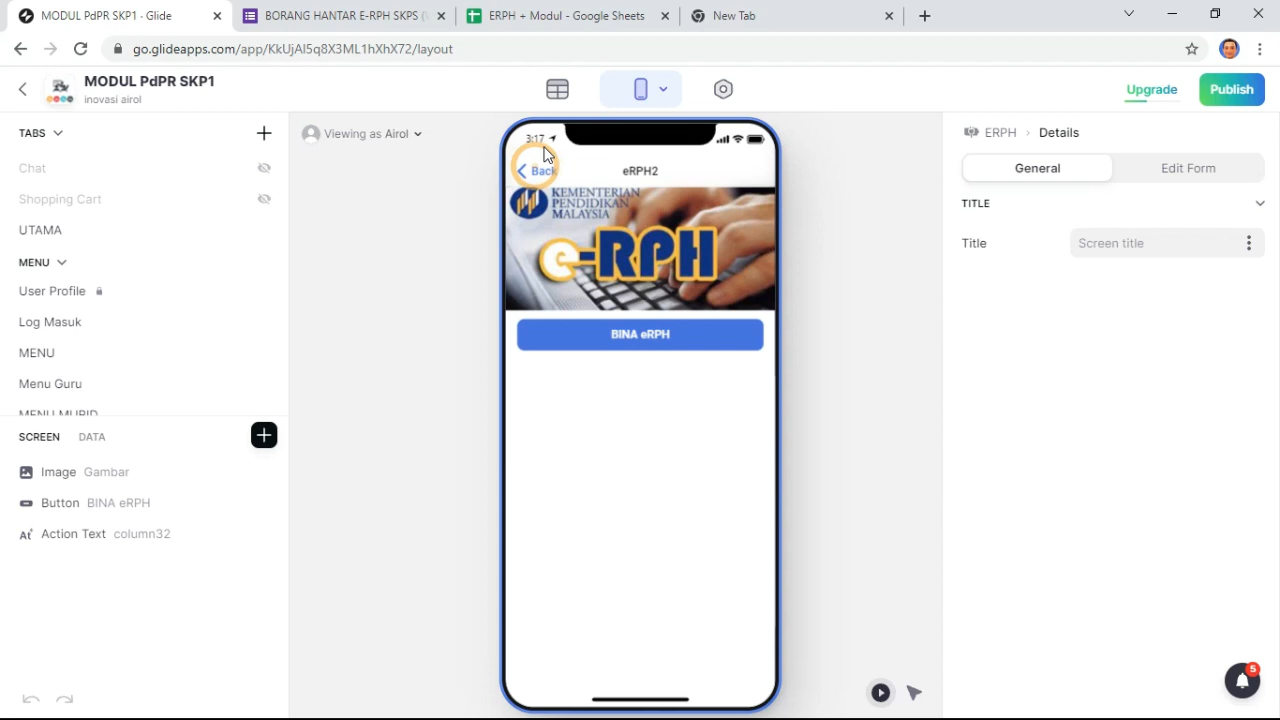 MODUL PdPR SKP1 - Glide
BORANG HANTAR E-RPH SKPS (
ERPH + Modul - Google Sheets
New Tab
go.glideapps.com/app/KkUjAI5q8X3ML1hXhX72/layout
MODUL PdPR SKP1
inovasi airol
Upgrade
Publish
TABS
Viewing as Airol
3:17
ERPH
Details
Chat
Back
eRPH2
General
Edit Form
Shopping Cart
KEMENTERIAN
PENDIDIKAN
MALAYSIA
TITLE
UTAMA
e-RPH
Title
Screen title
MENU
User Profile
Log Masuk
BINA eRPH
MENU
Menu Guru
MENU MURID
SCREEN
DATA
Image
Gambar
Button
BINA eRPH
Action Text
column32
5